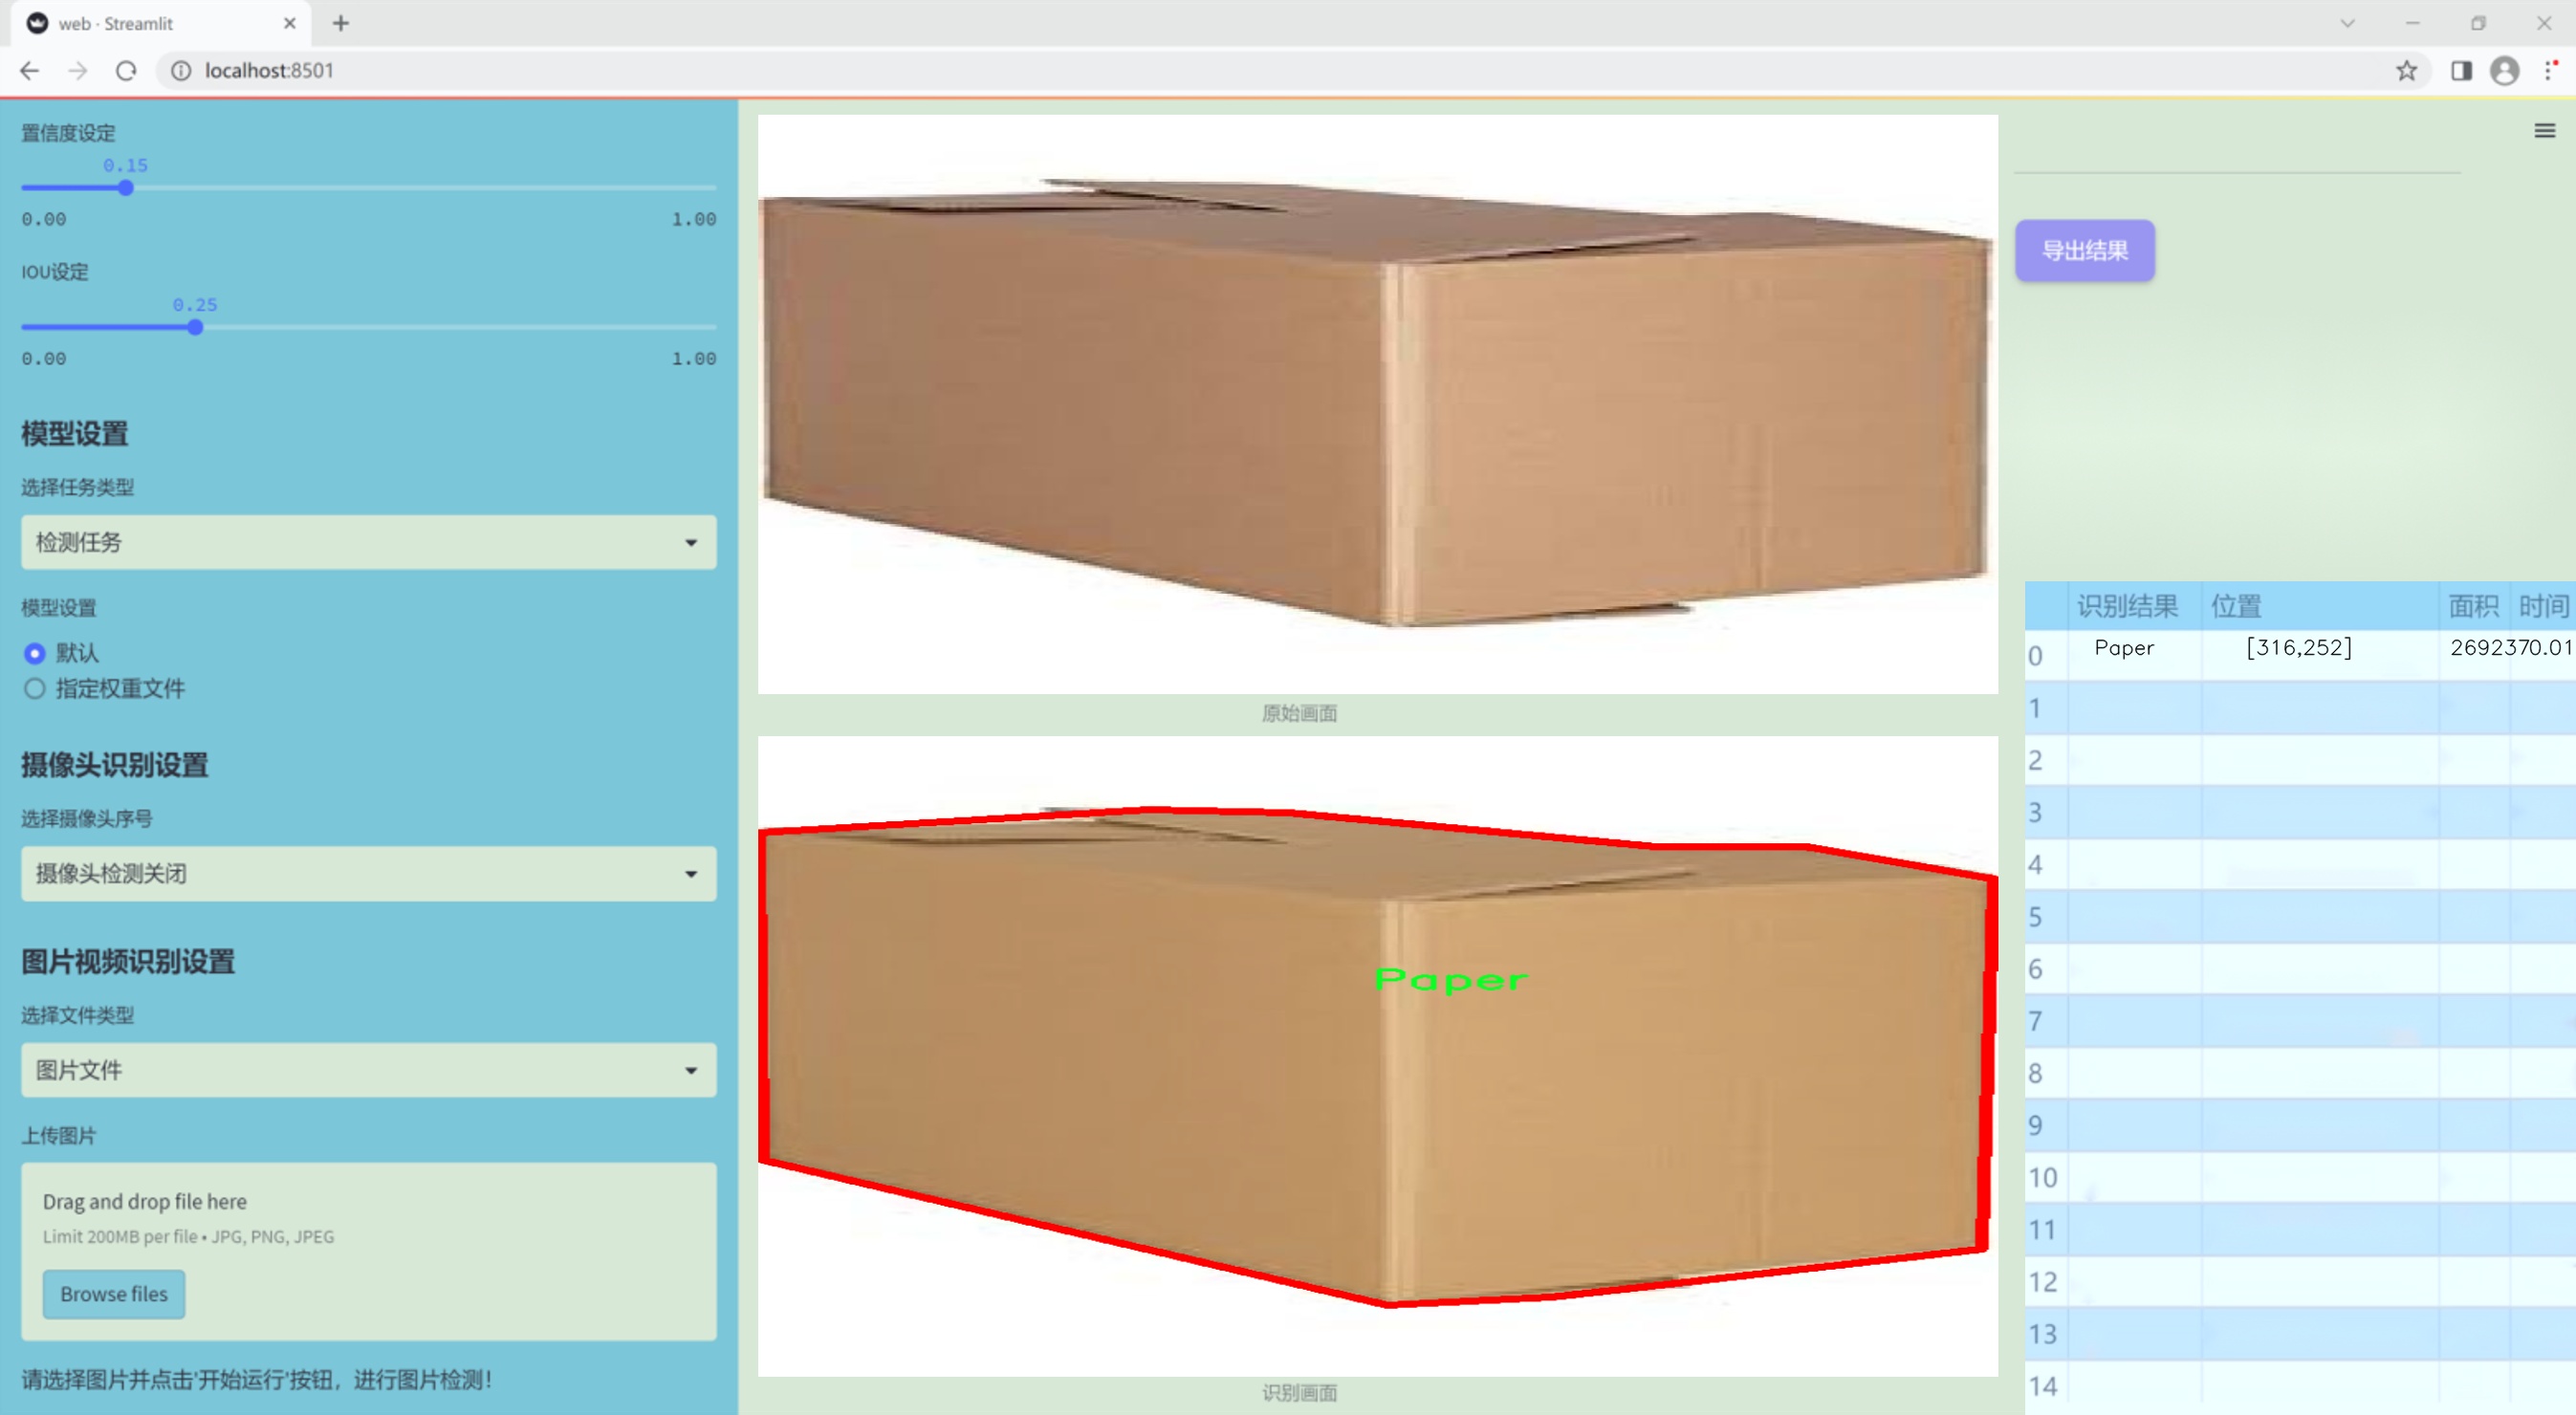 web · Streamlit
localhost:8501
置信度设定
0.15
0.00 1.00
IOU设定
0.25
0.00 1.00
模型设置
选择任务类型
检测任务
模型设置
默认
指定权重文件
摄像头识别设置
选择摄像头序号
摄像头检测关闭
图片视频识别设置
选择文件类型
图片文件
上传图片
Drag and drop file here
Limit 200MB per file • JPG, PNG, JPEG
Browse files
请选择图片并点击'开始运行'按钮，进行图片检测！
原始画面
Paper
识别画面
导出结果
识别结果 位置 面积 时间
0 Paper [316,252] 2692370.01
1
2
3
4
5
6
7
8
9
10
11
12
13
14